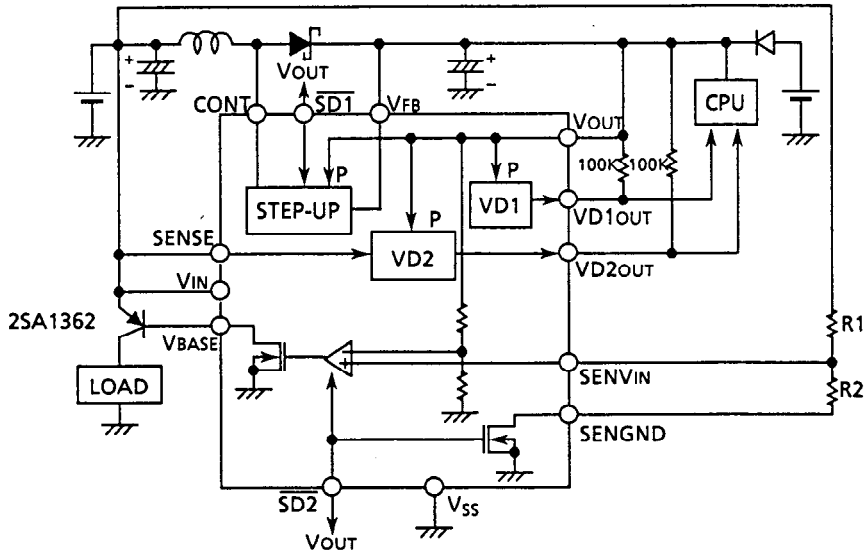 +
-
+
-
VOUT
CPU
CONT
SD1
VFB
VOUT
P
P
100K
100K
STEP-UP
VD1
VD1OUT
SENSE
P
VD2
VD2OUT
VIN
2SA1362
VBASE
R1
-
+
SENVIN
R2
LOAD
SENGND
SD2
VSS
VOUT